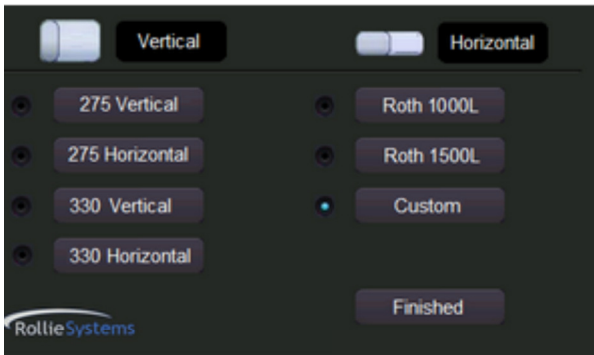 Vertical
Horizontal
275 Vertical
Roth 1000L
275 Horizontal
Roth 1500L
330 Vertical
Custom
330 Horizontal
Finished
RollieSystems